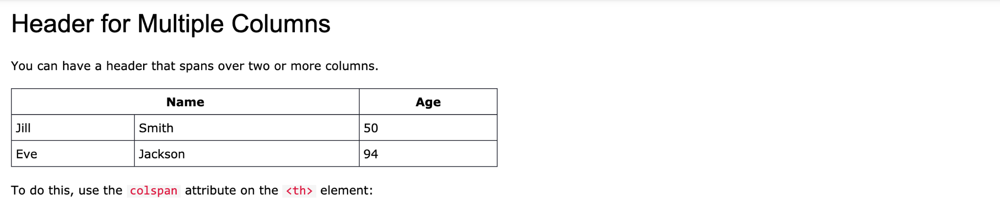 Header for Multiple Columns
You can have a header that spans over two or more columns.
Name Age
Jill Smith 50
Eve Jackson 94
To do this, use the colspan attribute on the <th> element: